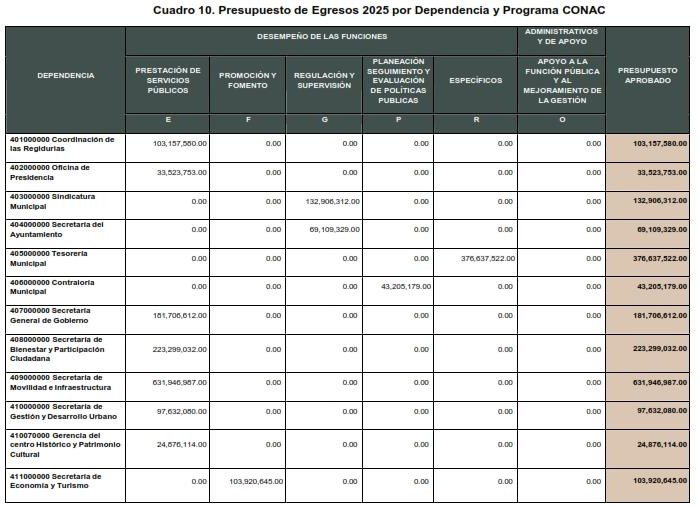 Cuadro 10. Presupuesto de Egresos 2025 por Dependencia y Programa CONAC
DEPENDENCIA
DESEMPEÑO DE LAS FUNCIONES
ADMINISTRATIVOS
Y DE APOYO
PRESUPUESTO
APROBADO
PRESTACIÓN DE
SERVICIOS
PÚBLICOS
PROMOCIÓN Y
FOMENTO
REGULACIÓN Y
SUPERVISIÓN
PLANEACIÓN
SEGUIMIENTO Y
EVALUACIÓN
DE POLÍTICAS
PUBLICAS
ESPECÍFICOS
APOYO A LA
FUNCIÓN PÚBLICA
Y AL
MEJORAMIENTO DE
LA GESTIÓN
E F G P R O
401000000 Coordinación de
las Regidurías
103,157,580.00 0.00 0.00 0.00 0.00 0.00 103,157,580.00
402000000 Oficina de
Presidencia
33,523,753.00 0.00 0.00 0.00 0.00 0.00 33,523,753.00
403000000 Sindicatura
Municipal
0.00 0.00 132,906,312.00 0.00 0.00 0.00 132,906,312.00
404000000 Secretaría del
Ayuntamiento
0.00 0.00 69,109,329.00 0.00 0.00 0.00 69,109,329.00
405000000 Tesorería
Municipal
0.00 0.00 0.00 0.00 376,637,522.00 0.00 376,637,522.00
406000000 Contraloría
Municipal
0.00 0.00 0.00 43,205,179.00 0.00 0.00 43,205,179.00
407000000 Secretaría
General de Gobierno
181,706,612.00 0.00 0.00 0.00 0.00 0.00 181,706,612.00
408000000 Secretaría de
Bienestar y Participación
Ciudadana
223,299,032.00 0.00 0.00 0.00 0.00 0.00 223,299,032.00
409000000 Secretaría de
Movilidad e Infraestructura
631,946,987.00 0.00 0.00 0.00 0.00 0.00 631,946,987.00
410000000 Secretaría de
Gestión y Desarrollo Urbano
97,632,080.00 0.00 0.00 0.00 0.00 0.00 97,632,080.00
410070000 Gerencia del
centro Histórico y Patrimonio
Cultural
24,876,114.00 0.00 0.00 0.00 0.00 0.00 24,876,114.00
411000000 Secretaría de
Economía y Turismo
0.00 103,920,645.00 0.00 0.00 0.00 0.00 103,920,645.00